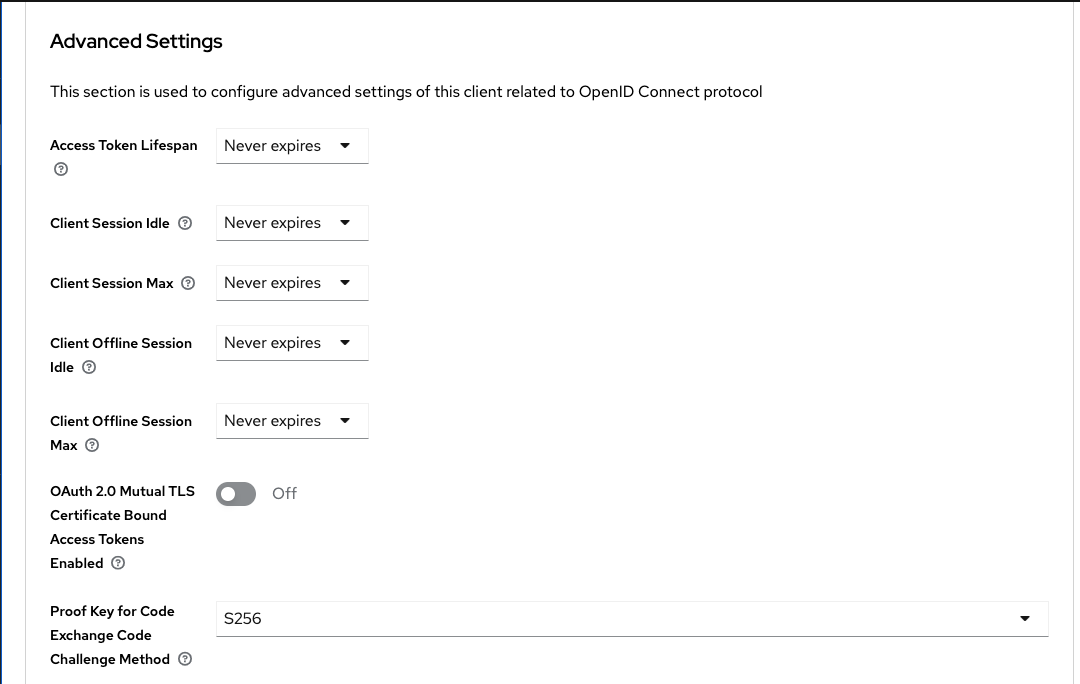 Advanced Settings
This section is used to configure advanced settings of this client related to OpenID Connect protocol
Access Token Lifespan
Never expires
Client Session Idle
Never expires
Client Session Max
Never expires
Client Offline Session
Idle
Never expires
Client Offline Session
Max
Never expires
OAuth 2.0 Mutual TLS
Certificate Bound
Access Tokens
Enabled
Off
Proof Key for Code
Exchange Code
Challenge Method
S256